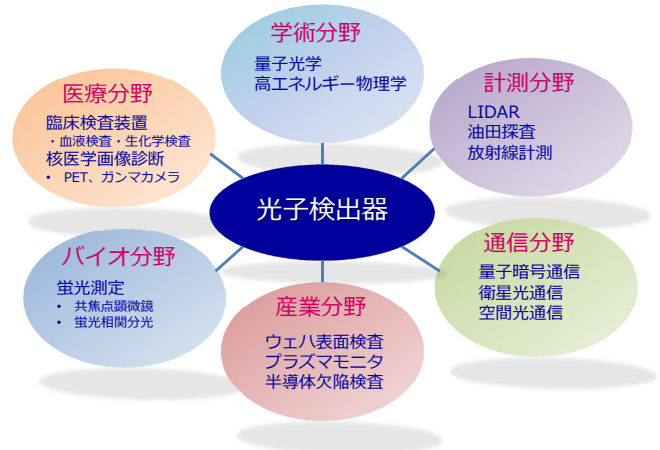 学術分野
量子光学
高エネルギー物理学
医療分野
臨床検査装置
・血液検査・生化学検査
核医学画像診断
• PET、ガンマカメラ
計測分野
LIDAR
油田探査
放射線計測
光子検出器
バイオ分野
蛍光測定
• 共焦点顕微鏡
• 蛍光相関分光
通信分野
量子暗号通信
衛星光通信
空間光通信
産業分野
ウェハ表面検査
プラズマモニタ
半導体欠陥検査